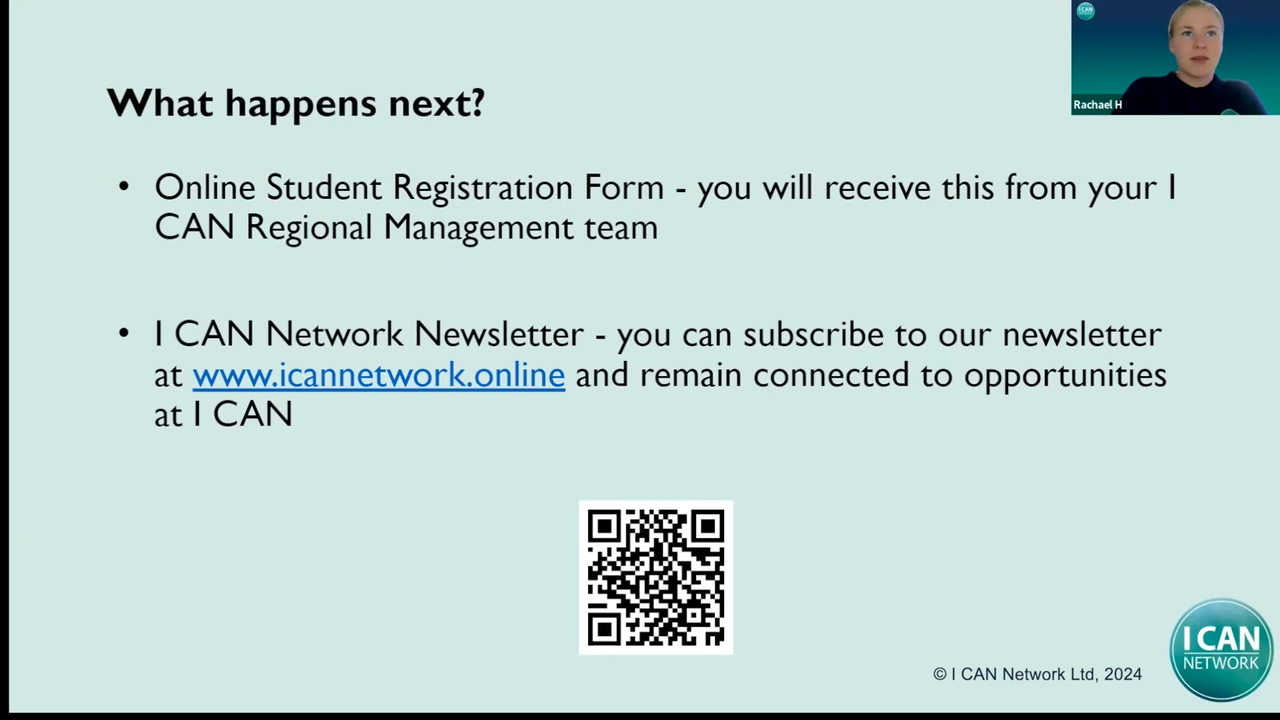 I CAN
NETWORK
Rachael H
What happens next?
• Online Student Registration Form - you will receive this from your I
CAN Regional Management team
• I CAN Network Newsletter - you can subscribe to our newsletter
at www.icannetwork.online and remain connected to opportunities
at I CAN
© I CAN Network Ltd, 2024
I CAN
NETWORK